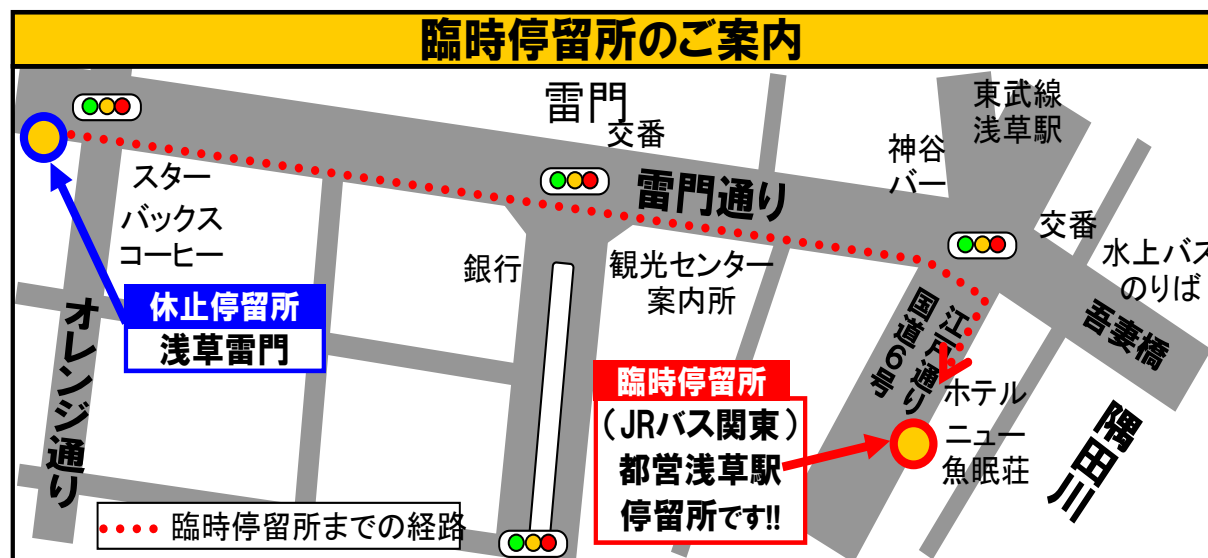 臨時停留所のご案内
雷門
交番
東武線
浅草駅
神谷
バー
スター
バックス
コーヒー
雷門通り
交番
水上バス
のりば
銀行
観光センター
案内所
吾妻橋
休止停留所
浅草雷門
オレンジ通り
江戸通り
国道6号
臨時停留所
(JRバス関東)
都営浅草駅
停留所です!!
ホテル
ニュー
魚眠荘
隅田川
臨時停留所までの経路